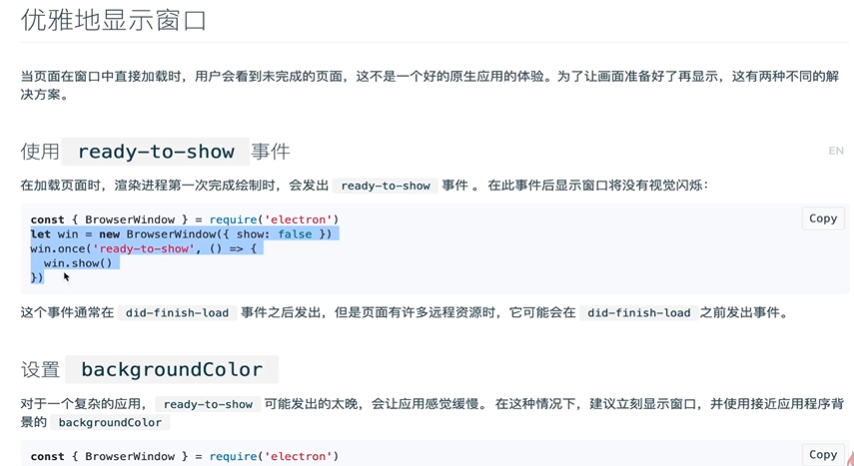 优雅地显示窗口
当页面在窗口中直接加载时，用户会看到未完成的页面，这不是一个好的原生应用的体验。为了让画面准备好了再显示，这有两种不同的解
决方案。
使用 ready-to-show 事件
EN
在加载页面时，渲染进程第一次完成绘制时，会发出 ready-to-show 事件 。 在此事件后显示窗口将没有视觉闪烁：
const { BrowserWindow } = require('electron')
Copy
let win = new BrowserWindow({ show: false })
win.once('ready-to-show', () => {
  win.show()
})
这个事件通常在 did-finish-load 事件之后发出，但是页面有许多远程资源时，它可能会在 did-finish-load 之前发出事件。
设置 backgroundColor
对于一个复杂的应用， ready-to-show 可能发出的太晚，会让应用感觉缓慢。 在这种情况下，建议立刻显示窗口，并使用接近应用程序背
景的 backgroundColor
const { BrowserWindow } = require('electron')
Copy